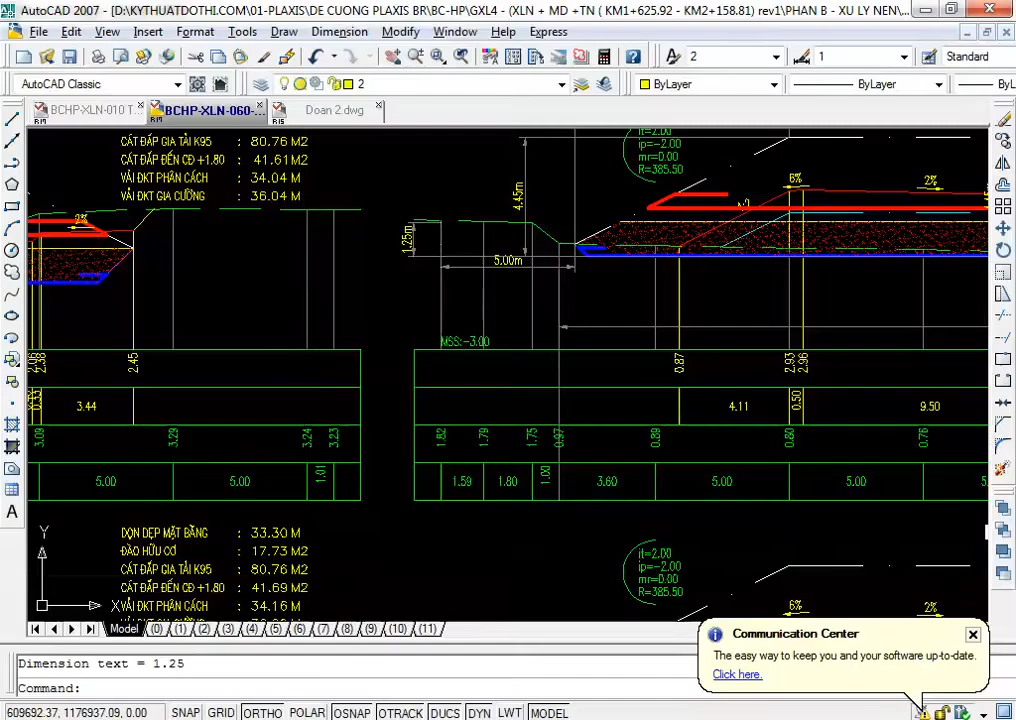 AutoCAD 2007 - [D:\KYTHUATDOTHI.COM\01-PLAXIS\DE CUONG PLAXIS BR\BC-HP\GXL4 - (XLN + MD +TN ( KM1+625.92 - KM2+158.81) rev1\PHAN B - XU LY NEN\...
File Edit View Insert Format Tools Draw Dimension Modify Window Help Express
2 1 Standard
AutoCAD Classic 2 ByLayer ByLayer ByL
BCHP-XLN-010 T... BCHP-XLN-060-... Doan 2.dwg
CÁT ĐẮP GIA TẢI K95 : 80.76 M2
CÁT ĐẮP ĐẾN CĐ +1.80 : 41.61 M2
VẢI ĐKT PHÂN CÁCH : 34.04 M2
VẢI ĐKT GIA CƯỜNG : 36.04 M2
it=2.00
ip=-2.00
mr=0.00
R=385.50
4.45m
6%
2%
2%
1.25m
5.00m
MSS:-3.00
2.38
2.45
0.87
2.93
2.96
0.33
3.44
4.11
0.50
9.50
3.09
3.29
3.24
3.23
1.82
1.79
1.75
0.97
0.89
0.80
0.76
5.00
5.00
1.01
1.59
1.80
1.00
3.60
5.00
5.00
DỌN DẸP MẶT BẰNG : 33.30 M
ĐÀO HỮU CƠ : 17.73 M2
CÁT ĐẮP GIA TẢI K95 : 80.76 M2
CÁT ĐẮP ĐẾN CĐ +1.80 : 41.69 M2
VẢI ĐKT PHÂN CÁCH : 34.16 M2
it=2.00
ip=-2.00
mr=0.00
R=385.50
6%
2%
Y
X
Model (0) (1) (2) (3) (4) (5) (6) (7) (8) (9) (10) (11)
Communication Center
The easy way to keep you and your software up-to-date.
Click here.
Dimension text = 1.25
Command:
609692.37, 1176937.09, 0.00 SNAP GRID ORTHO POLAR OSNAP OTRACK DUCS DYN LWT MODEL